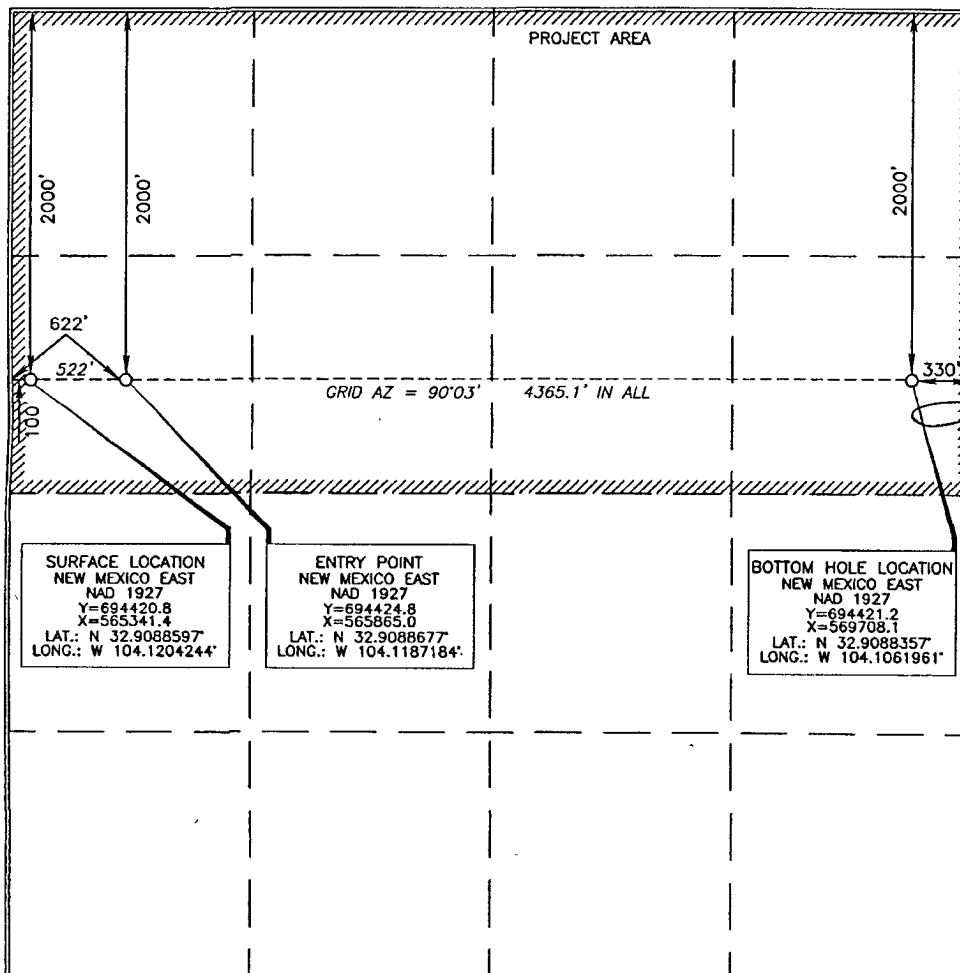 PROJECT AREA
2000'
2000'
2000'
622'
522'
330'
GRID AZ = 90°03' 4365.1' IN ALL
100'
SURFACE LOCATION
NEW MEXICO EAST
NAD 1927
Y=694420.8
X=565341.4
LAT.: N 32.9088597°
LONG.: W 104.1204244°
ENTRY POINT
NEW MEXICO EAST
NAD 1927
Y=694424.8
X=565865.0
LAT.: N 32.9088677°
LONG.: W 104.1187184°
BOTTOM HOLE LOCATION
NEW MEXICO EAST
NAD 1927
Y=694421.2
X=569708.1
LAT.: N 32.9088357°
LONG.: W 104.1061961°